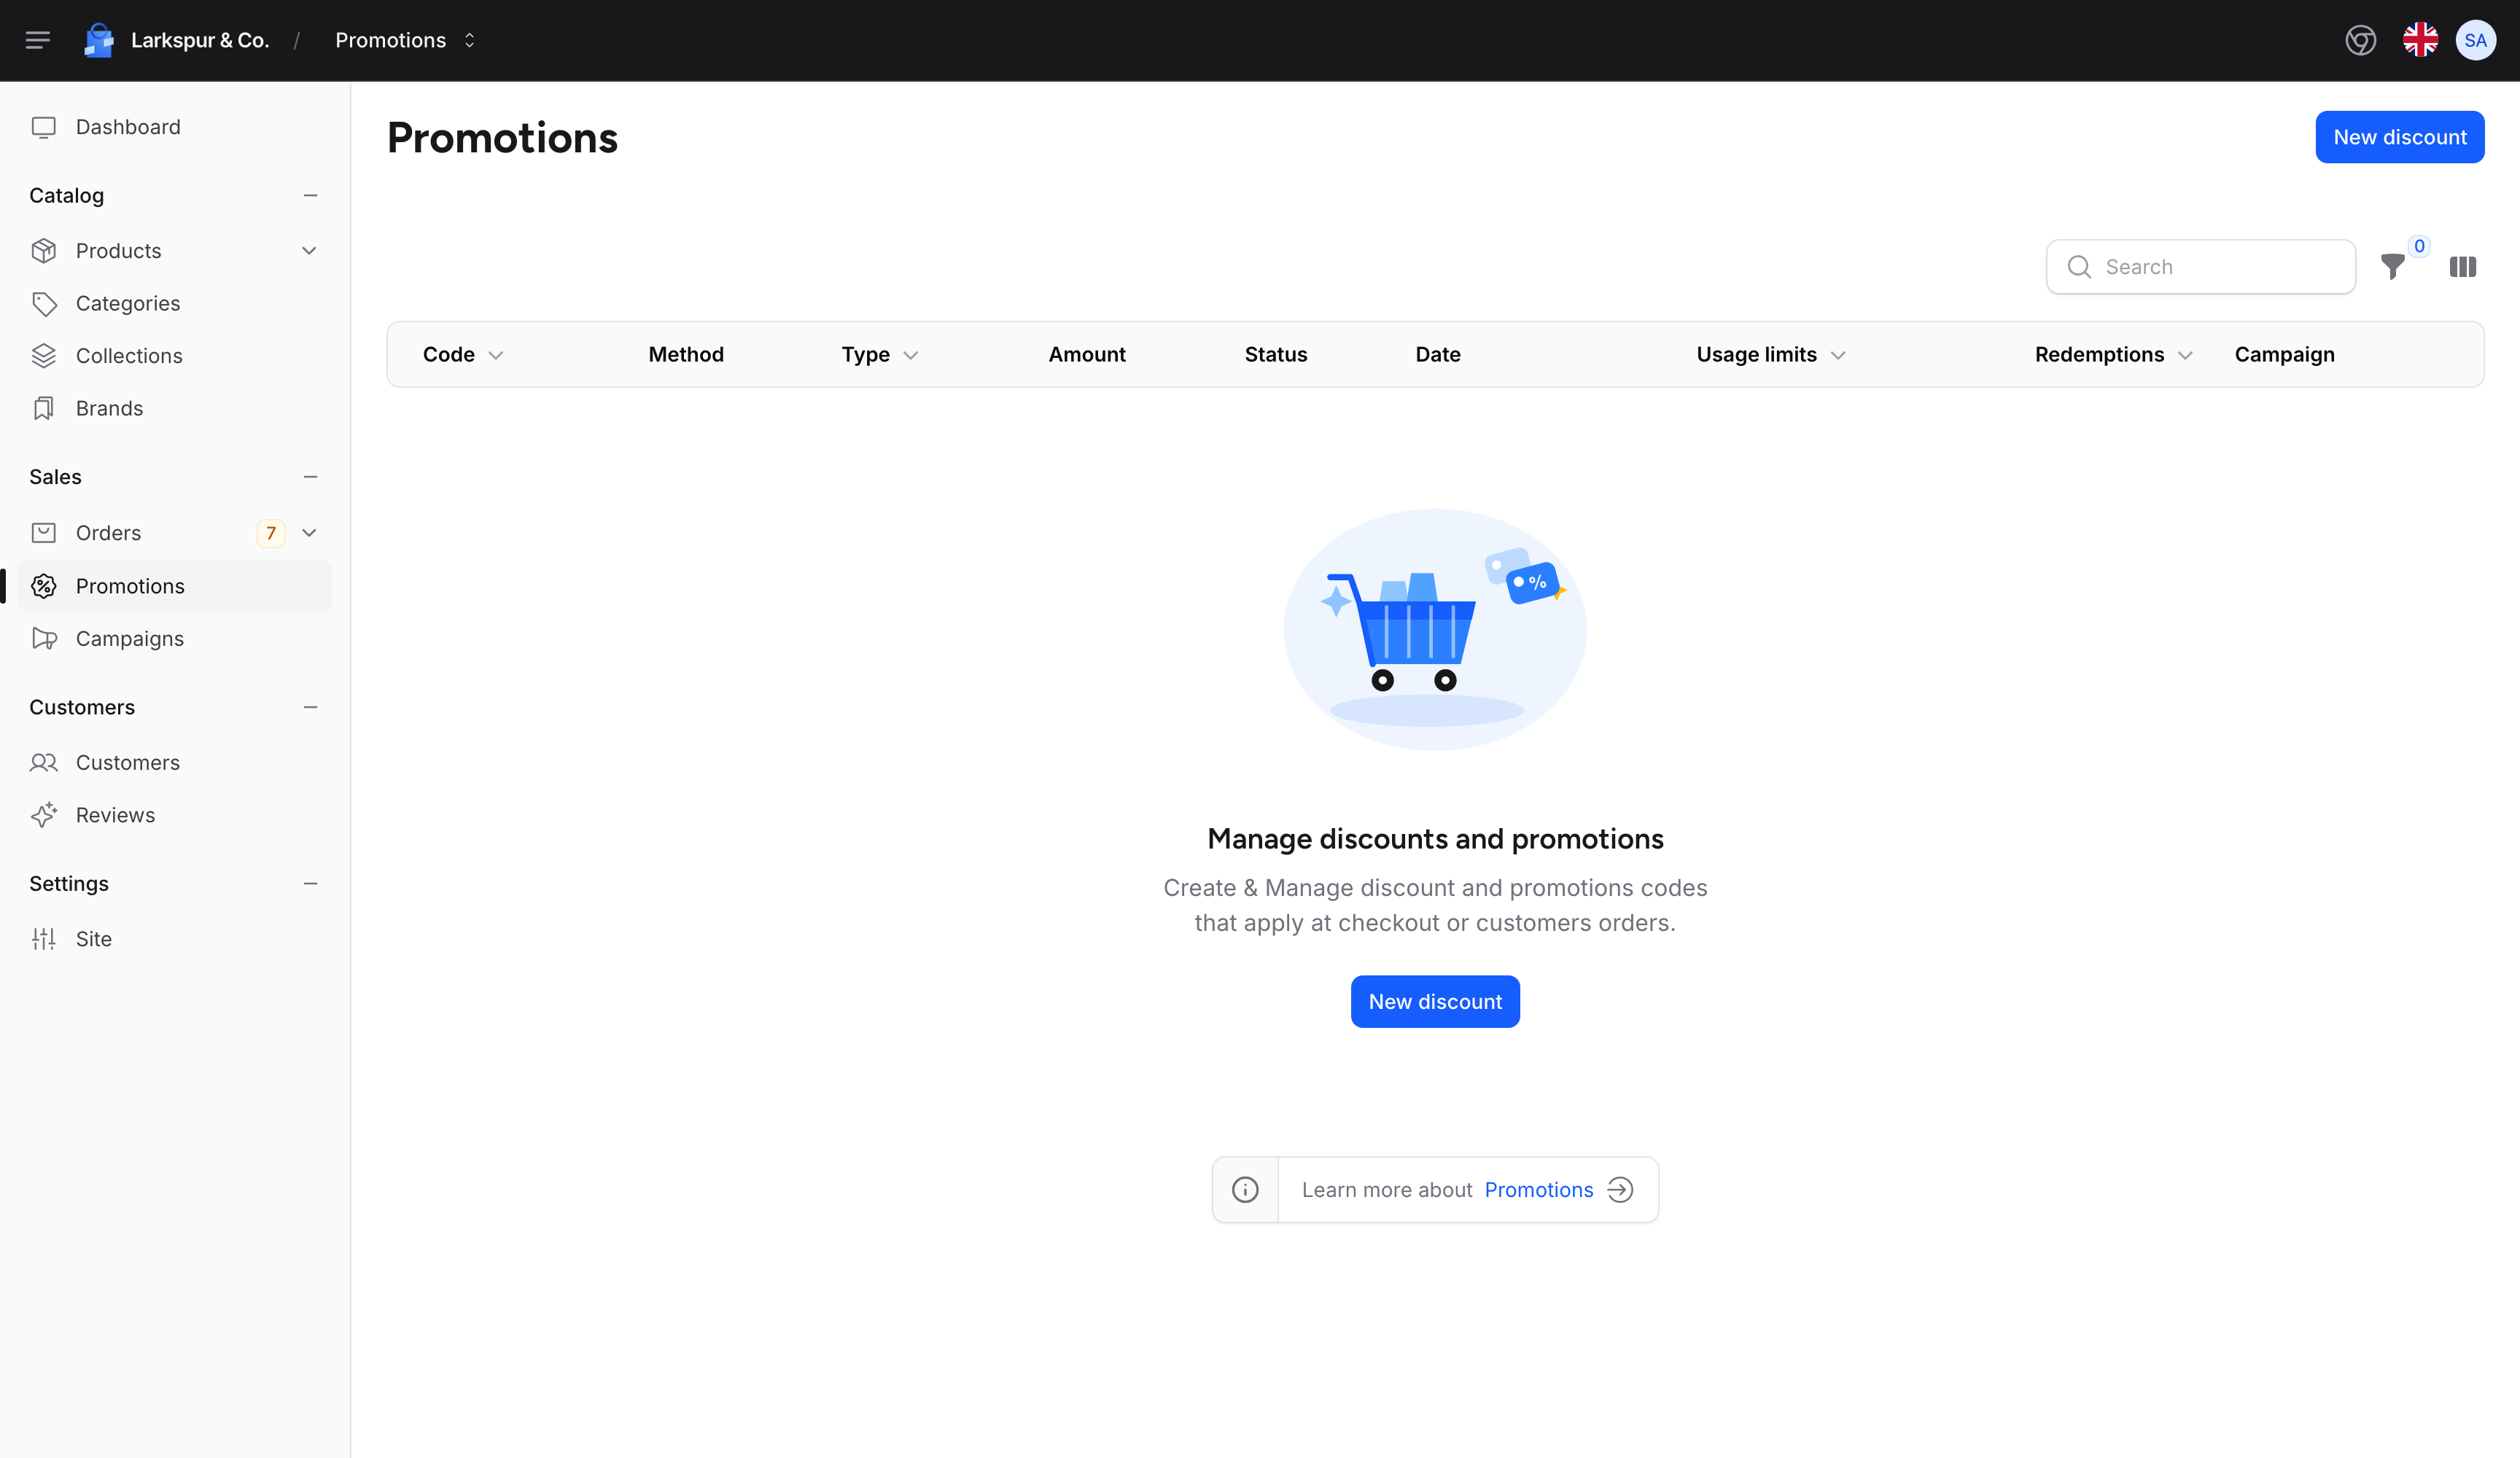 Larkspur & Co. / Promotions
SA
Dashboard
Catalog
Products
Categories
Collections
Brands
Sales
Orders 7
Promotions
Campaigns
Customers
Customers
Reviews
Settings
Site
Promotions
New discount
Search
0
Code Method Type Amount Status Date Usage limits Redemptions Campaign
%
Manage discounts and promotions
Create & Manage discount and promotions codes
that apply at checkout or customers orders.
New discount
Learn more about Promotions